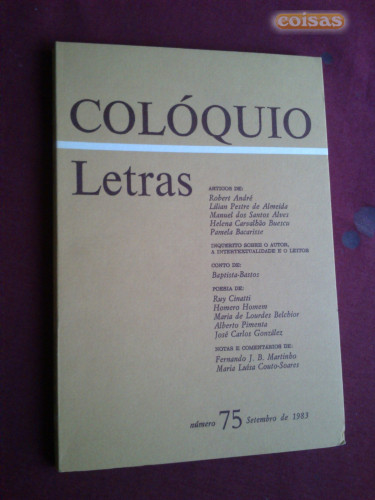 coisas
COLÓQUIO
Letras
ARTIGOS DE:
Robert André
Lílian Pestre de Almeida
Manuel dos Santos Alves
Helena Carvalhão Buescu
Pamela Bacarisse
INQUÉRITO SOBRE O AUTOR,
A INTERTEXTUALIDADE E O LEITOR
CONTO DE:
Baptista-Bastos
POESIA DE:
Ruy Cinatti
Homero Homem
Maria de Lourdes Belchior
Alberto Pimenta
José Carlos González
NOTAS E COMENTÁRIOS DE:
Fernando J. B. Martinho
Maria Luísa Couto-Soares
número 75 Setembro de 1983